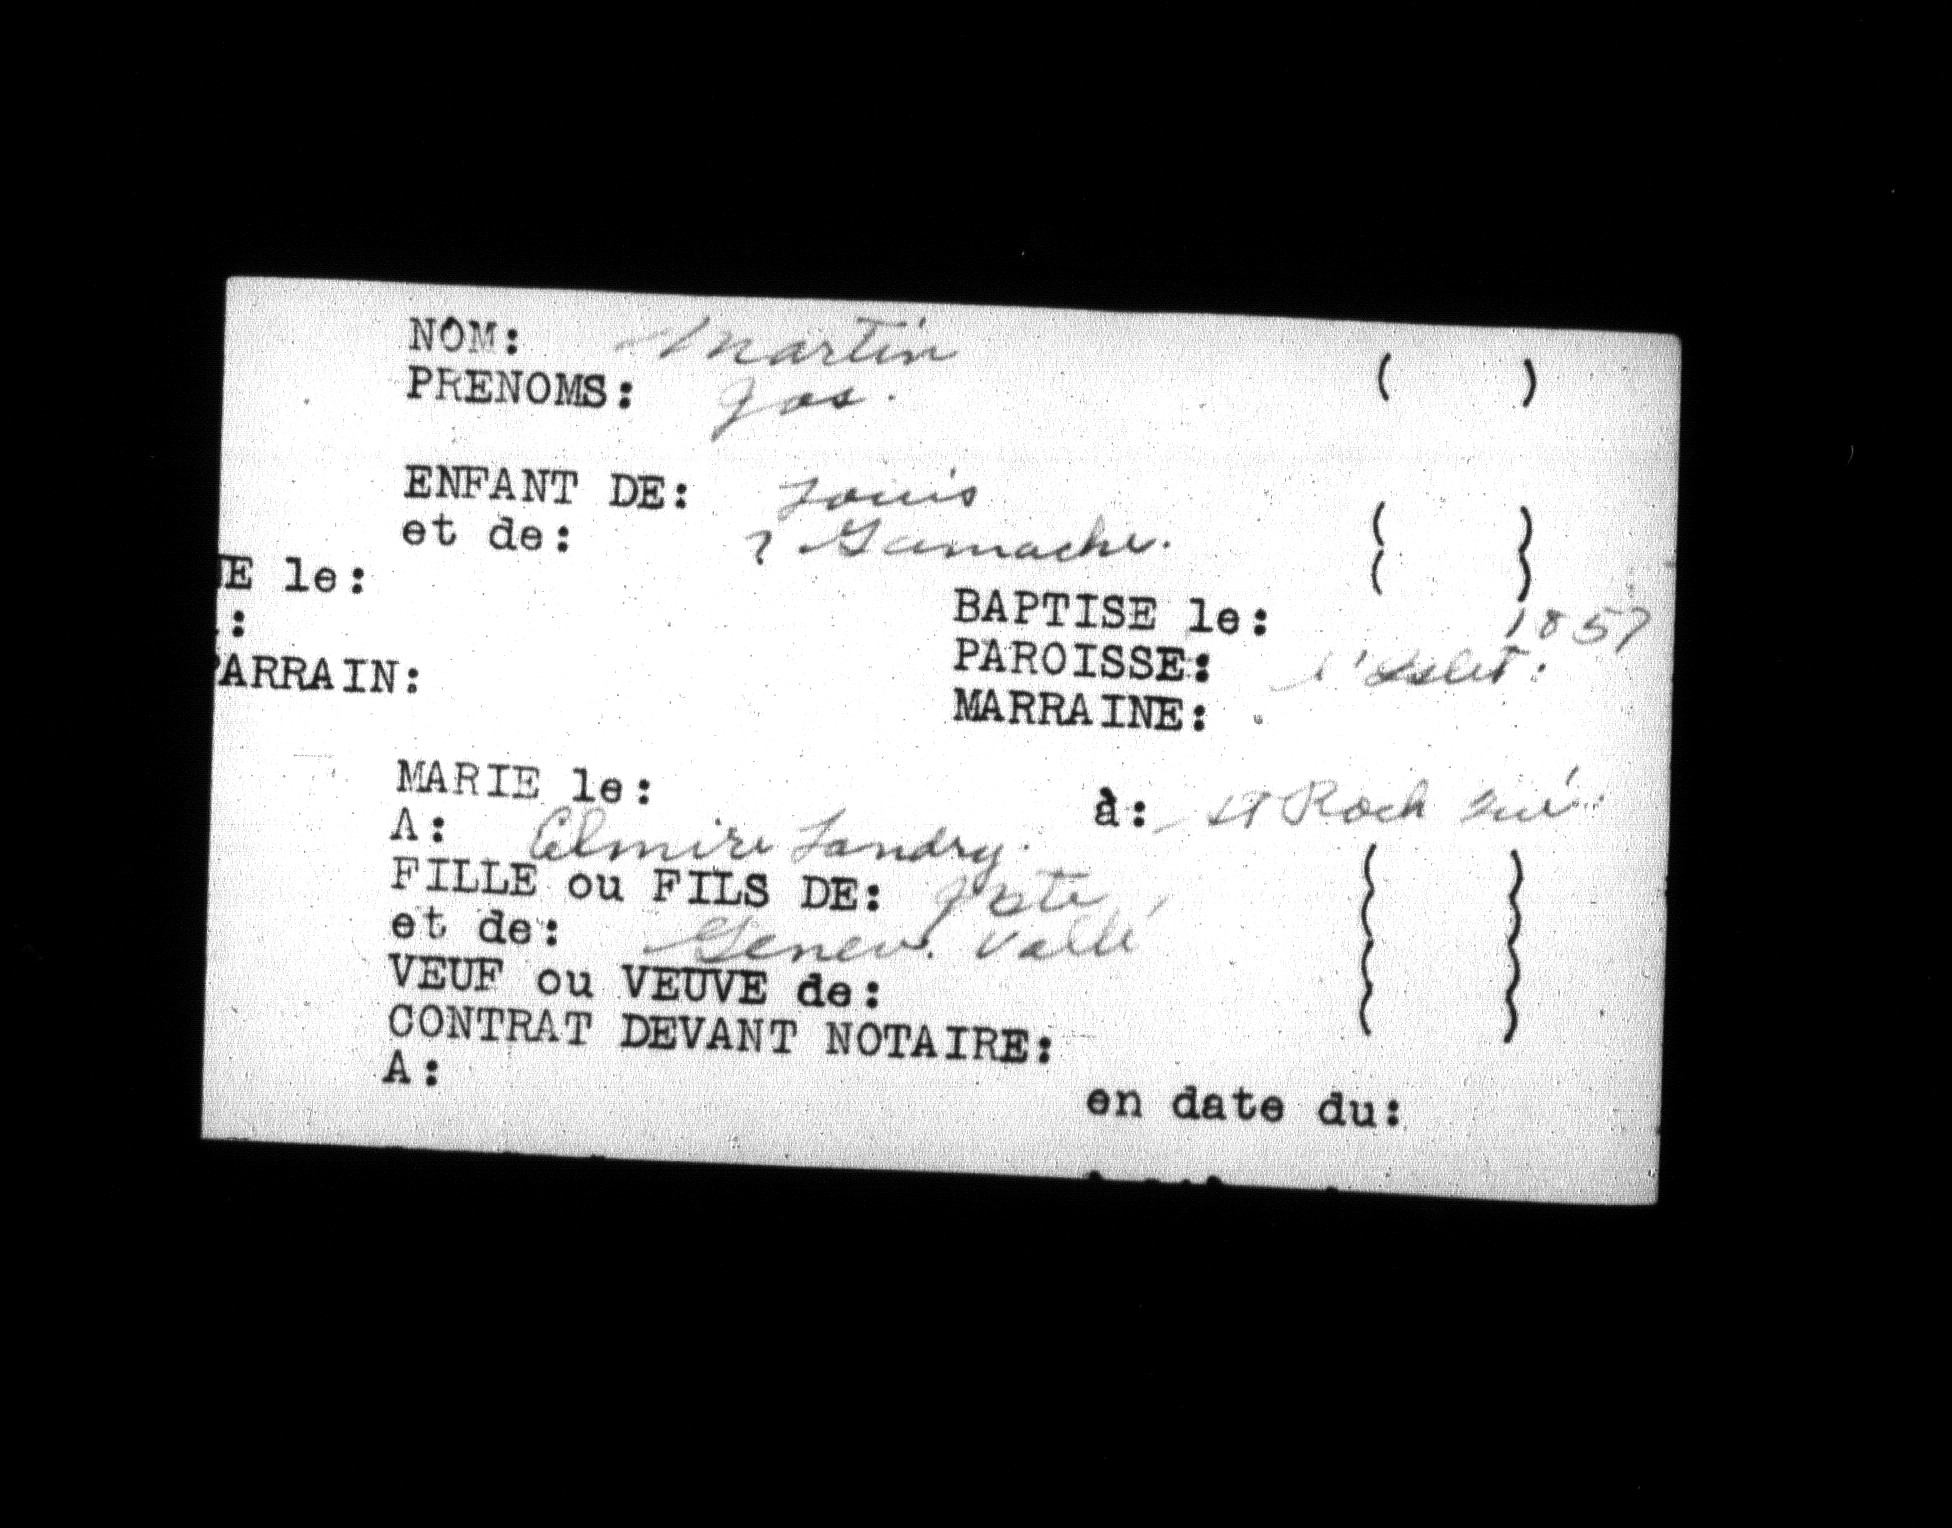 NOM: Martin
PRENOMS: Jos. ( )
ENFANT DE: Louis ( )
et de: ? Gamache. ( )
E le:
BAPTISE le: 1857
:
PAROISSE: l'Islet.
ARRAIN:
MARRAINE:
MARIE le: à: St Roch Qué.
A: Elmire Landry. ( )
FILLE ou FILS DE: Jbte ( )
et de: Genev. Vallé ( )
VEUF ou VEUVE de: ( )
CONTRAT DEVANT NOTAIRE:
A: en date du: